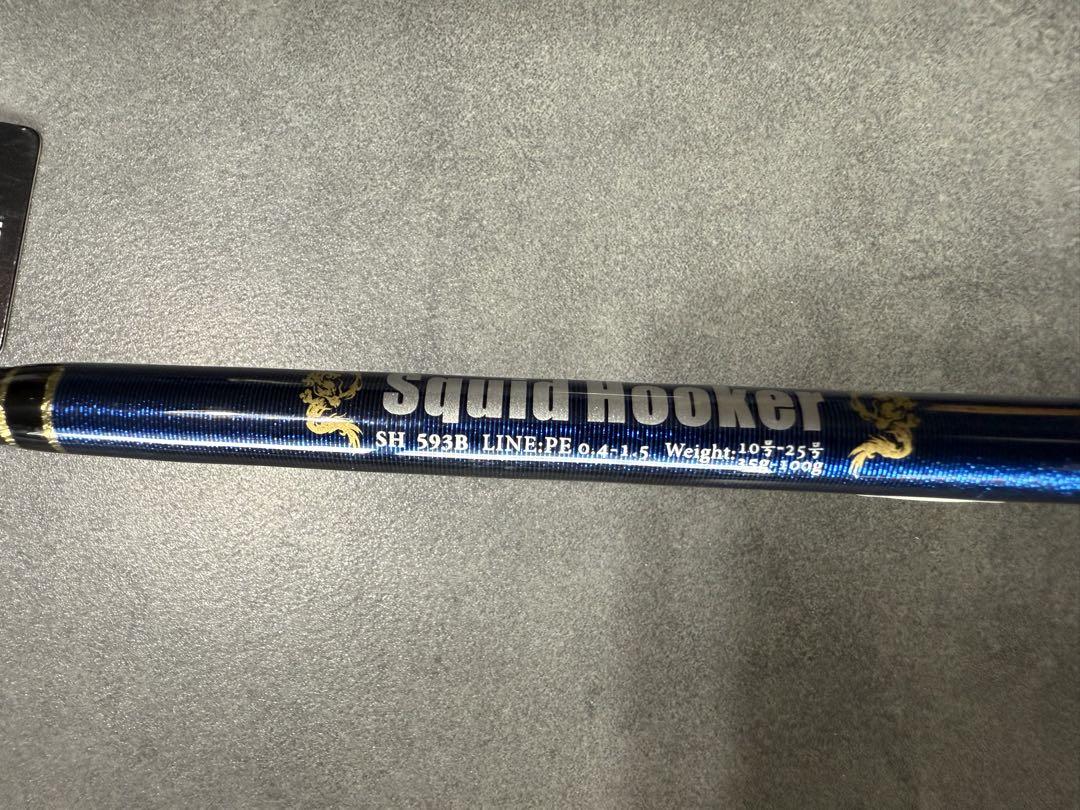 Squid Hooker
SH 593B LINE:PE 0.4-1.5 Weight:10号-25号
35g-100g